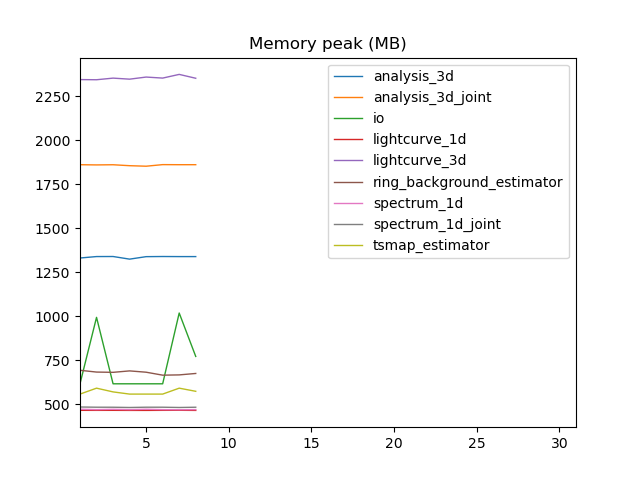 Memory peak (MB)
analysis_3d
analysis_3d_joint
io
lightcurve_1d
lightcurve_3d
ring_background_estimator
spectrum_1d
spectrum_1d_joint
tsmap_estimator
2250
2000
1750
1500
1250
1000
750
500
5 10 15 20 25 30